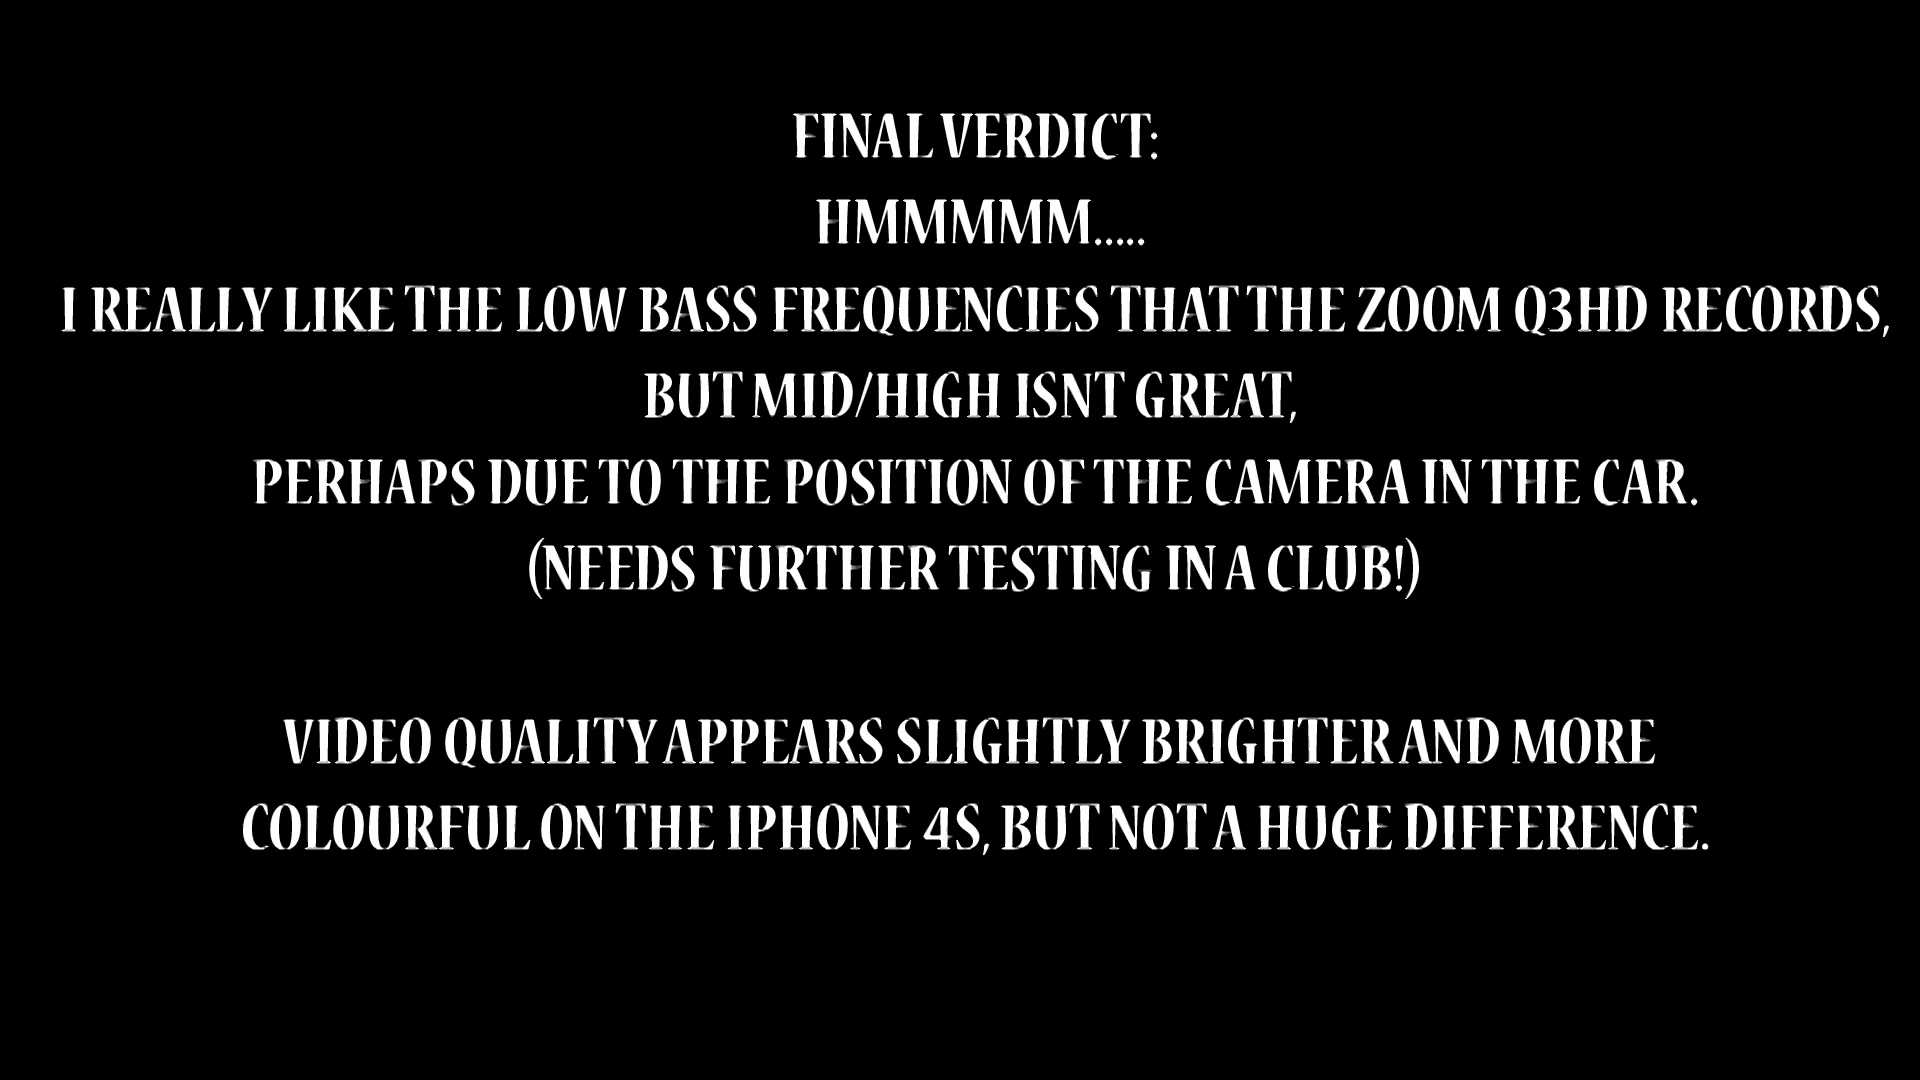 FINAL VERDICT:
HMMMMM.....
I REALLY LIKE THE LOW BASS FREQUENCIES THAT THE ZOOM Q3HD RECORDS,
BUT MID/HIGH ISNT GREAT,
PERHAPS DUE TO THE POSITION OF THE CAMERA IN THE CAR.
(NEEDS FURTHER TESTING IN A CLUB!)
VIDEO QUALITY APPEARS SLIGHTLY BRIGHTER AND MORE
COLOURFUL ON THE IPHONE 4S, BUT NOT A HUGE DIFFERENCE.